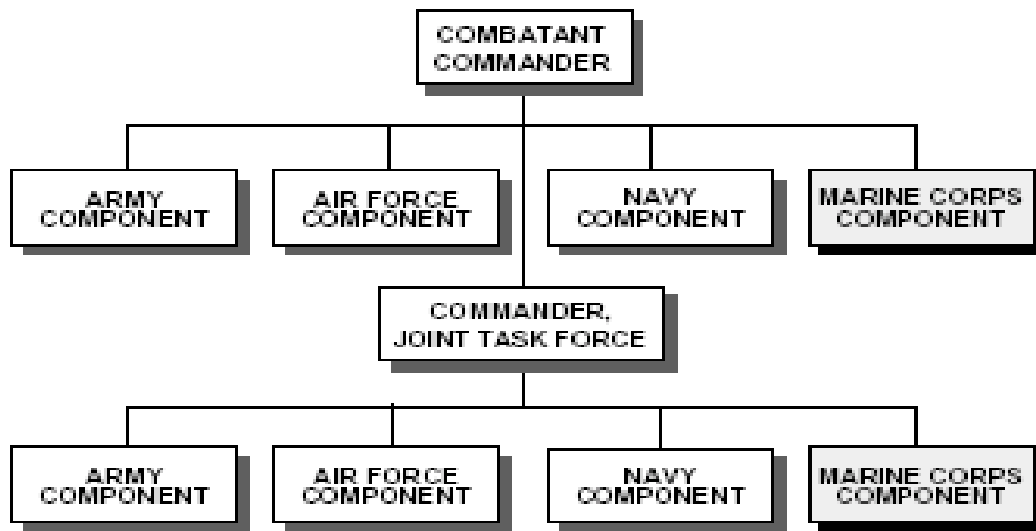 COMBATANT
COMMANDER
ARMY
COMPONENT
AIR FORCE
COMPONENT
NAVY
COMPONENT
MARINE CORPS
COMPONENT
COMMANDER,
JOINT TASK FORCE
ARMY
COMPONENT
AIR FORCE
COMPONENT
NAVY
COMPONENT
MARINE CORPS
COMPONENT